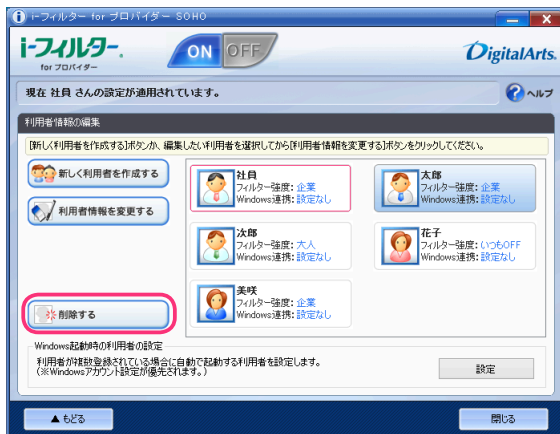 i-フィルター for プロバイダー SOHO
i-フィルター.
for プロバイダー
ON OFF
DigitalArts.
現在 社員 さんの設定が適用されています。
ヘルプ
利用者情報の編集
[新しく利用者を作成する]ボタンか、編集したい利用者を選択してから[利用者情報を変更する]ボタンをクリックしてください。
新しく利用者を作成する
利用者情報を変更する
削除する
社員
フィルター強度: 企業
Windows連携: 設定なし
太郎
フィルター強度: 企業
Windows連携: 設定なし
次郎
フィルター強度: 大人
Windows連携: 設定なし
花子
フィルター強度: いつもOFF
Windows連携: 設定なし
美咲
フィルター強度: 企業
Windows連携: 設定なし
Windows起動時の利用者の設定
利用者が複数登録されている場合に自動で起動する利用者を設定します。
(※Windowsアカウント設定が優先されます。)
設定
▲もどる
閉じる